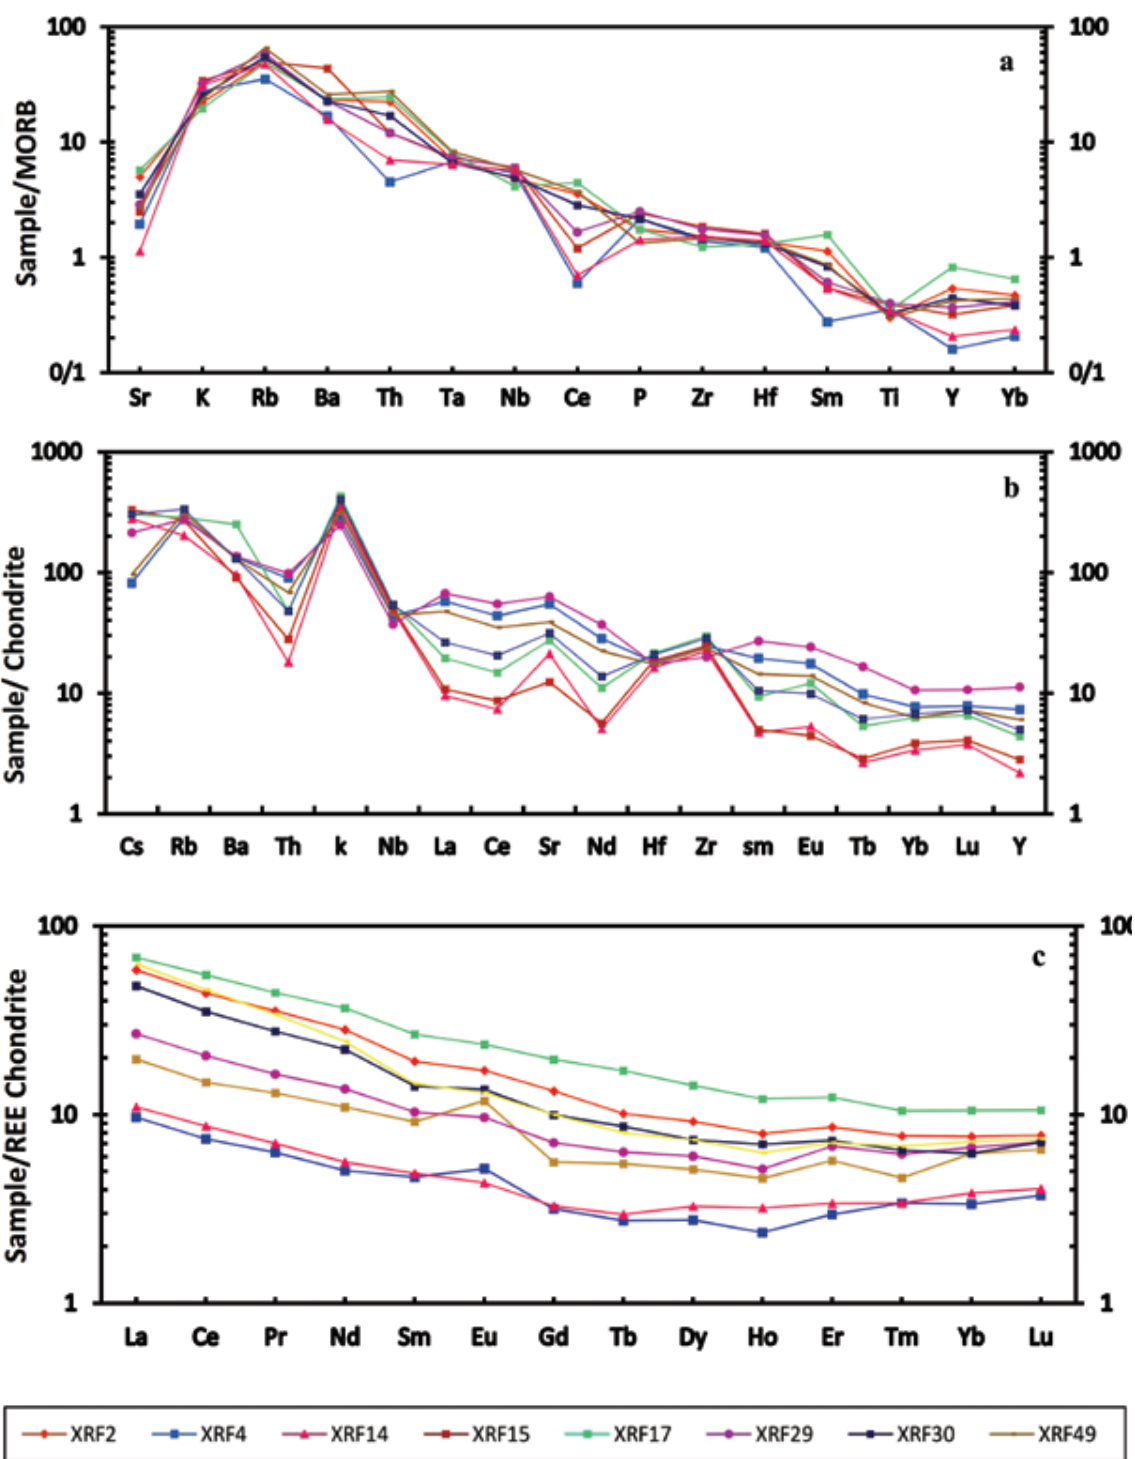 100 100
a
10 10
Sample/MORB
1 1
0/1 0/1
Sr K Rb Ba Th Ta Nb Ce P Zr Hf Sm Ti Y Yb
1000 1000
b
100 100
Sample/ Chondrite
10 10
1 1
Cs Rb Ba Th k Nb La Ce Sr Nd Hf Zr sm Eu Tb Yb Lu Y
100 100
c
Sample/REE Chondrite
10 10
1 1
La Ce Pr Nd Sm Eu Gd Tb Dy Ho Er Tm Yb Lu
XRF2 XRF4 XRF14 XRF15 XRF17 XRF29 XRF30 XRF49